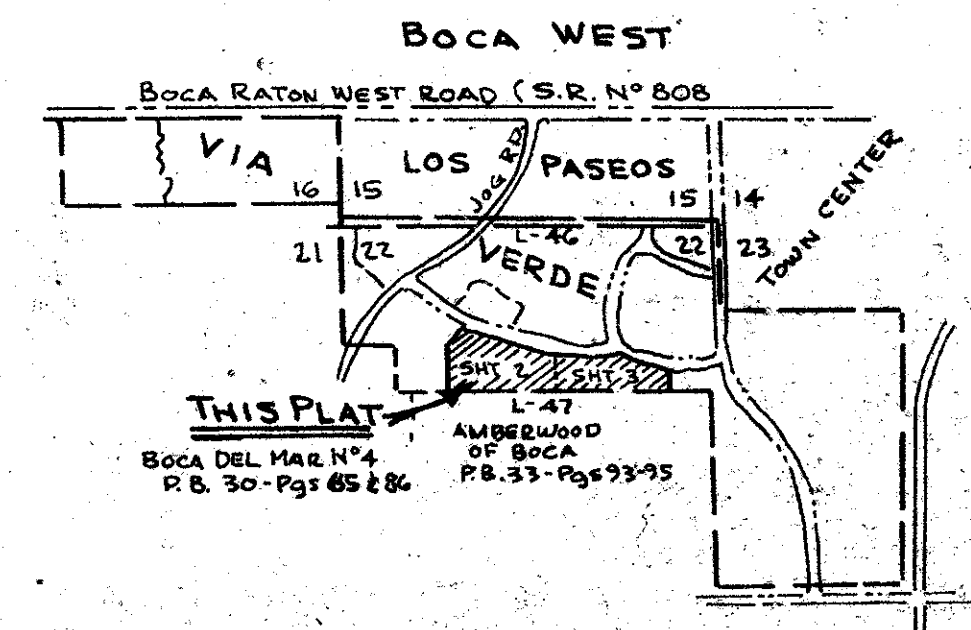 BOCA WEST
BOCA RATON WEST ROAD (S.R. Nº 808
VIA
LOS
JOG RD.
PASEOS
TOWN CENTER
16 15
15 14
21 22
L-46
22 23
VERDE
SHT 2
SHT 3
THIS PLAT
L-47
AMBERWOOD
OF BOCA
P.B. 33-Pgs 93-95
BOCA DEL MAR Nº 4
P.B. 30-Pgs 85 & 86